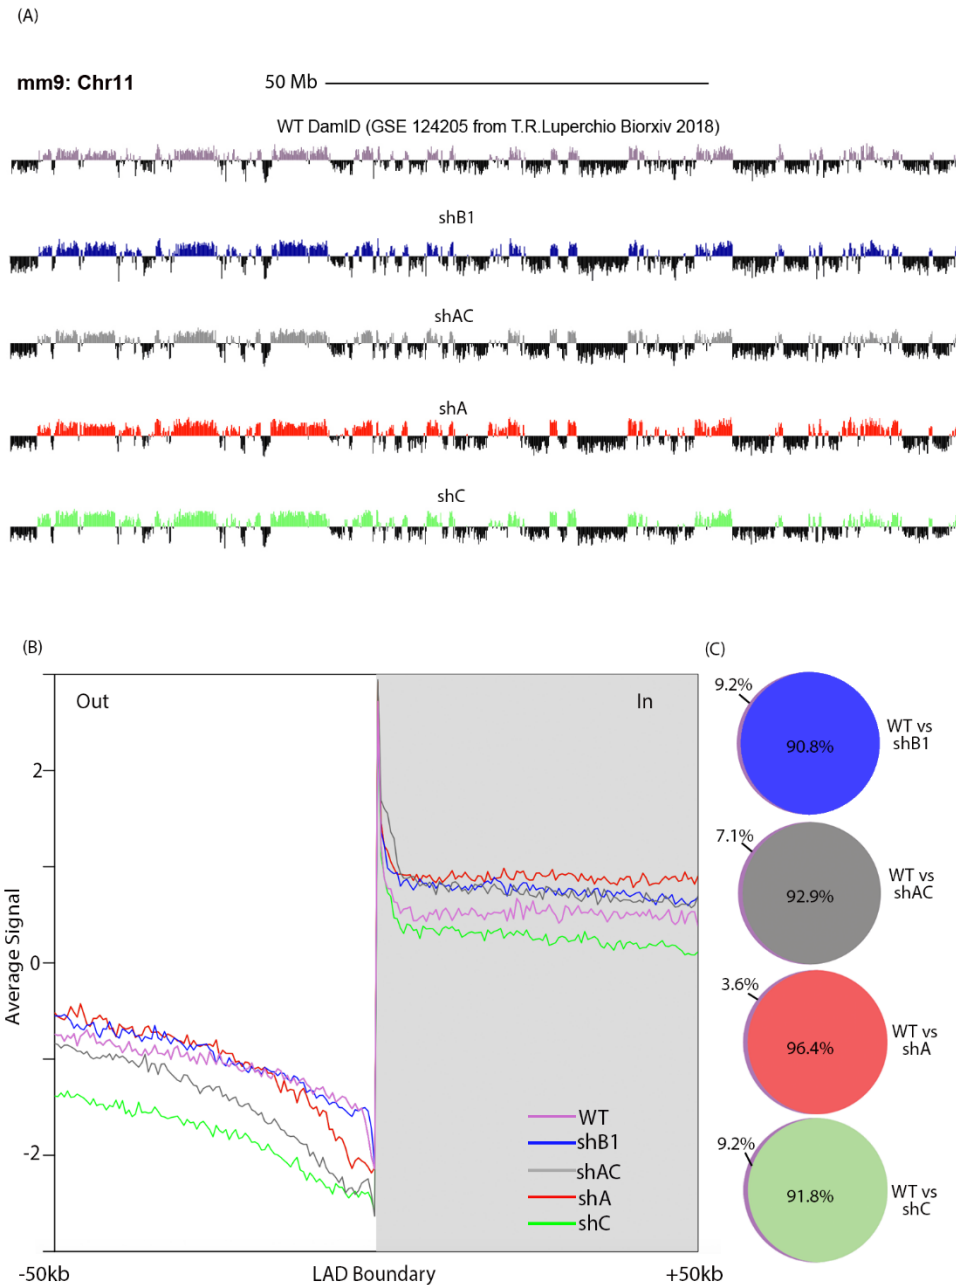 (A)
mm9: Chr11
50 Mb
WT DamID (GSE 124205 from T.R.Luperchio Biorxiv 2018)
shB1
shAC
shA
shC
(B)
Out
In
2
0
-2
Average Signal
WT
shB1
shAC
shA
shC
-50kb
LAD Boundary
+50kb
(C)
9.2%
90.8%
WT vs
shB1
7.1%
92.9%
WT vs
shAC
3.6%
96.4%
WT vs
shA
9.2%
91.8%
WT vs
shC